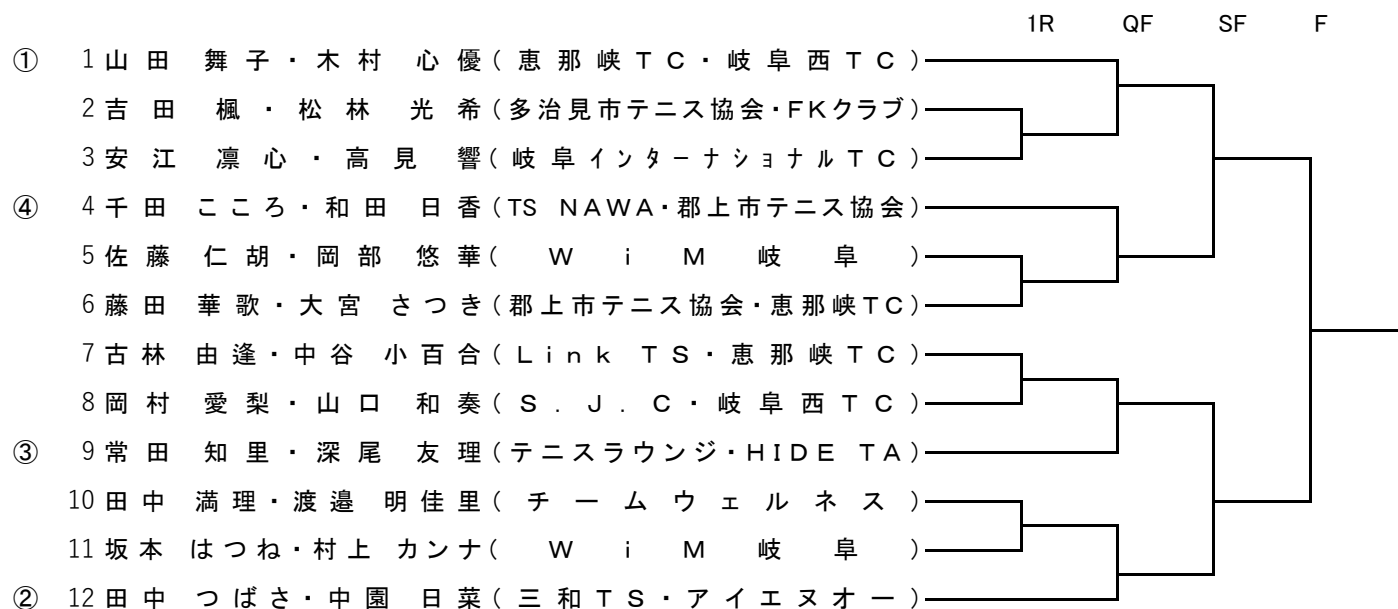 1R QF SF F
① 1 山田 舞子・木村 心優(恵那峡TC・岐阜西TC)
2 吉田 楓・松林 光希(多治見市テニス協会・FKクラブ)
3 安江 凛心・高見 響(岐阜インターナショナルTC)
④ 4 千田 こころ・和田 日香(TS NAWA・郡上市テニス協会)
5 佐藤 仁胡・岡部 悠華(WiM岐阜)
6 藤田 華歌・大宮 さつき(郡上市テニス協会・恵那峡TC)
7 古林 由逢・中谷 小百合(Link TS・恵那峡TC)
8 岡村 愛梨・山口 和奏(S.J.C・岐阜西TC)
③ 9 常田 知里・深尾 友理(テニスラウンジ・HIDE TA)
10 田中 満理・渡邉 明佳里(チームウェルネス)
11 坂本 はつね・村上 カンナ(WiM岐阜)
② 12 田中 つばさ・中園 日菜(三和TS・アイエヌオー)